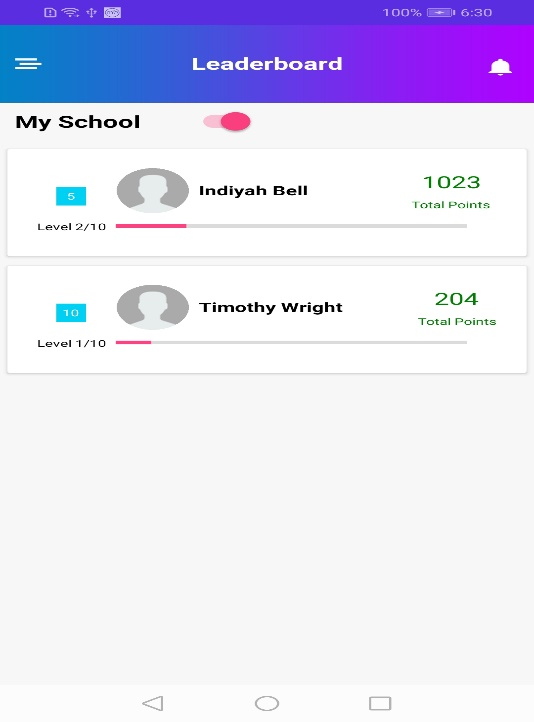 100% 6:30
Leaderboard
My School
5
Indiyah Bell
1023
Total Points
Level 2/10
10
Timothy Wright
204
Total Points
Level 1/10